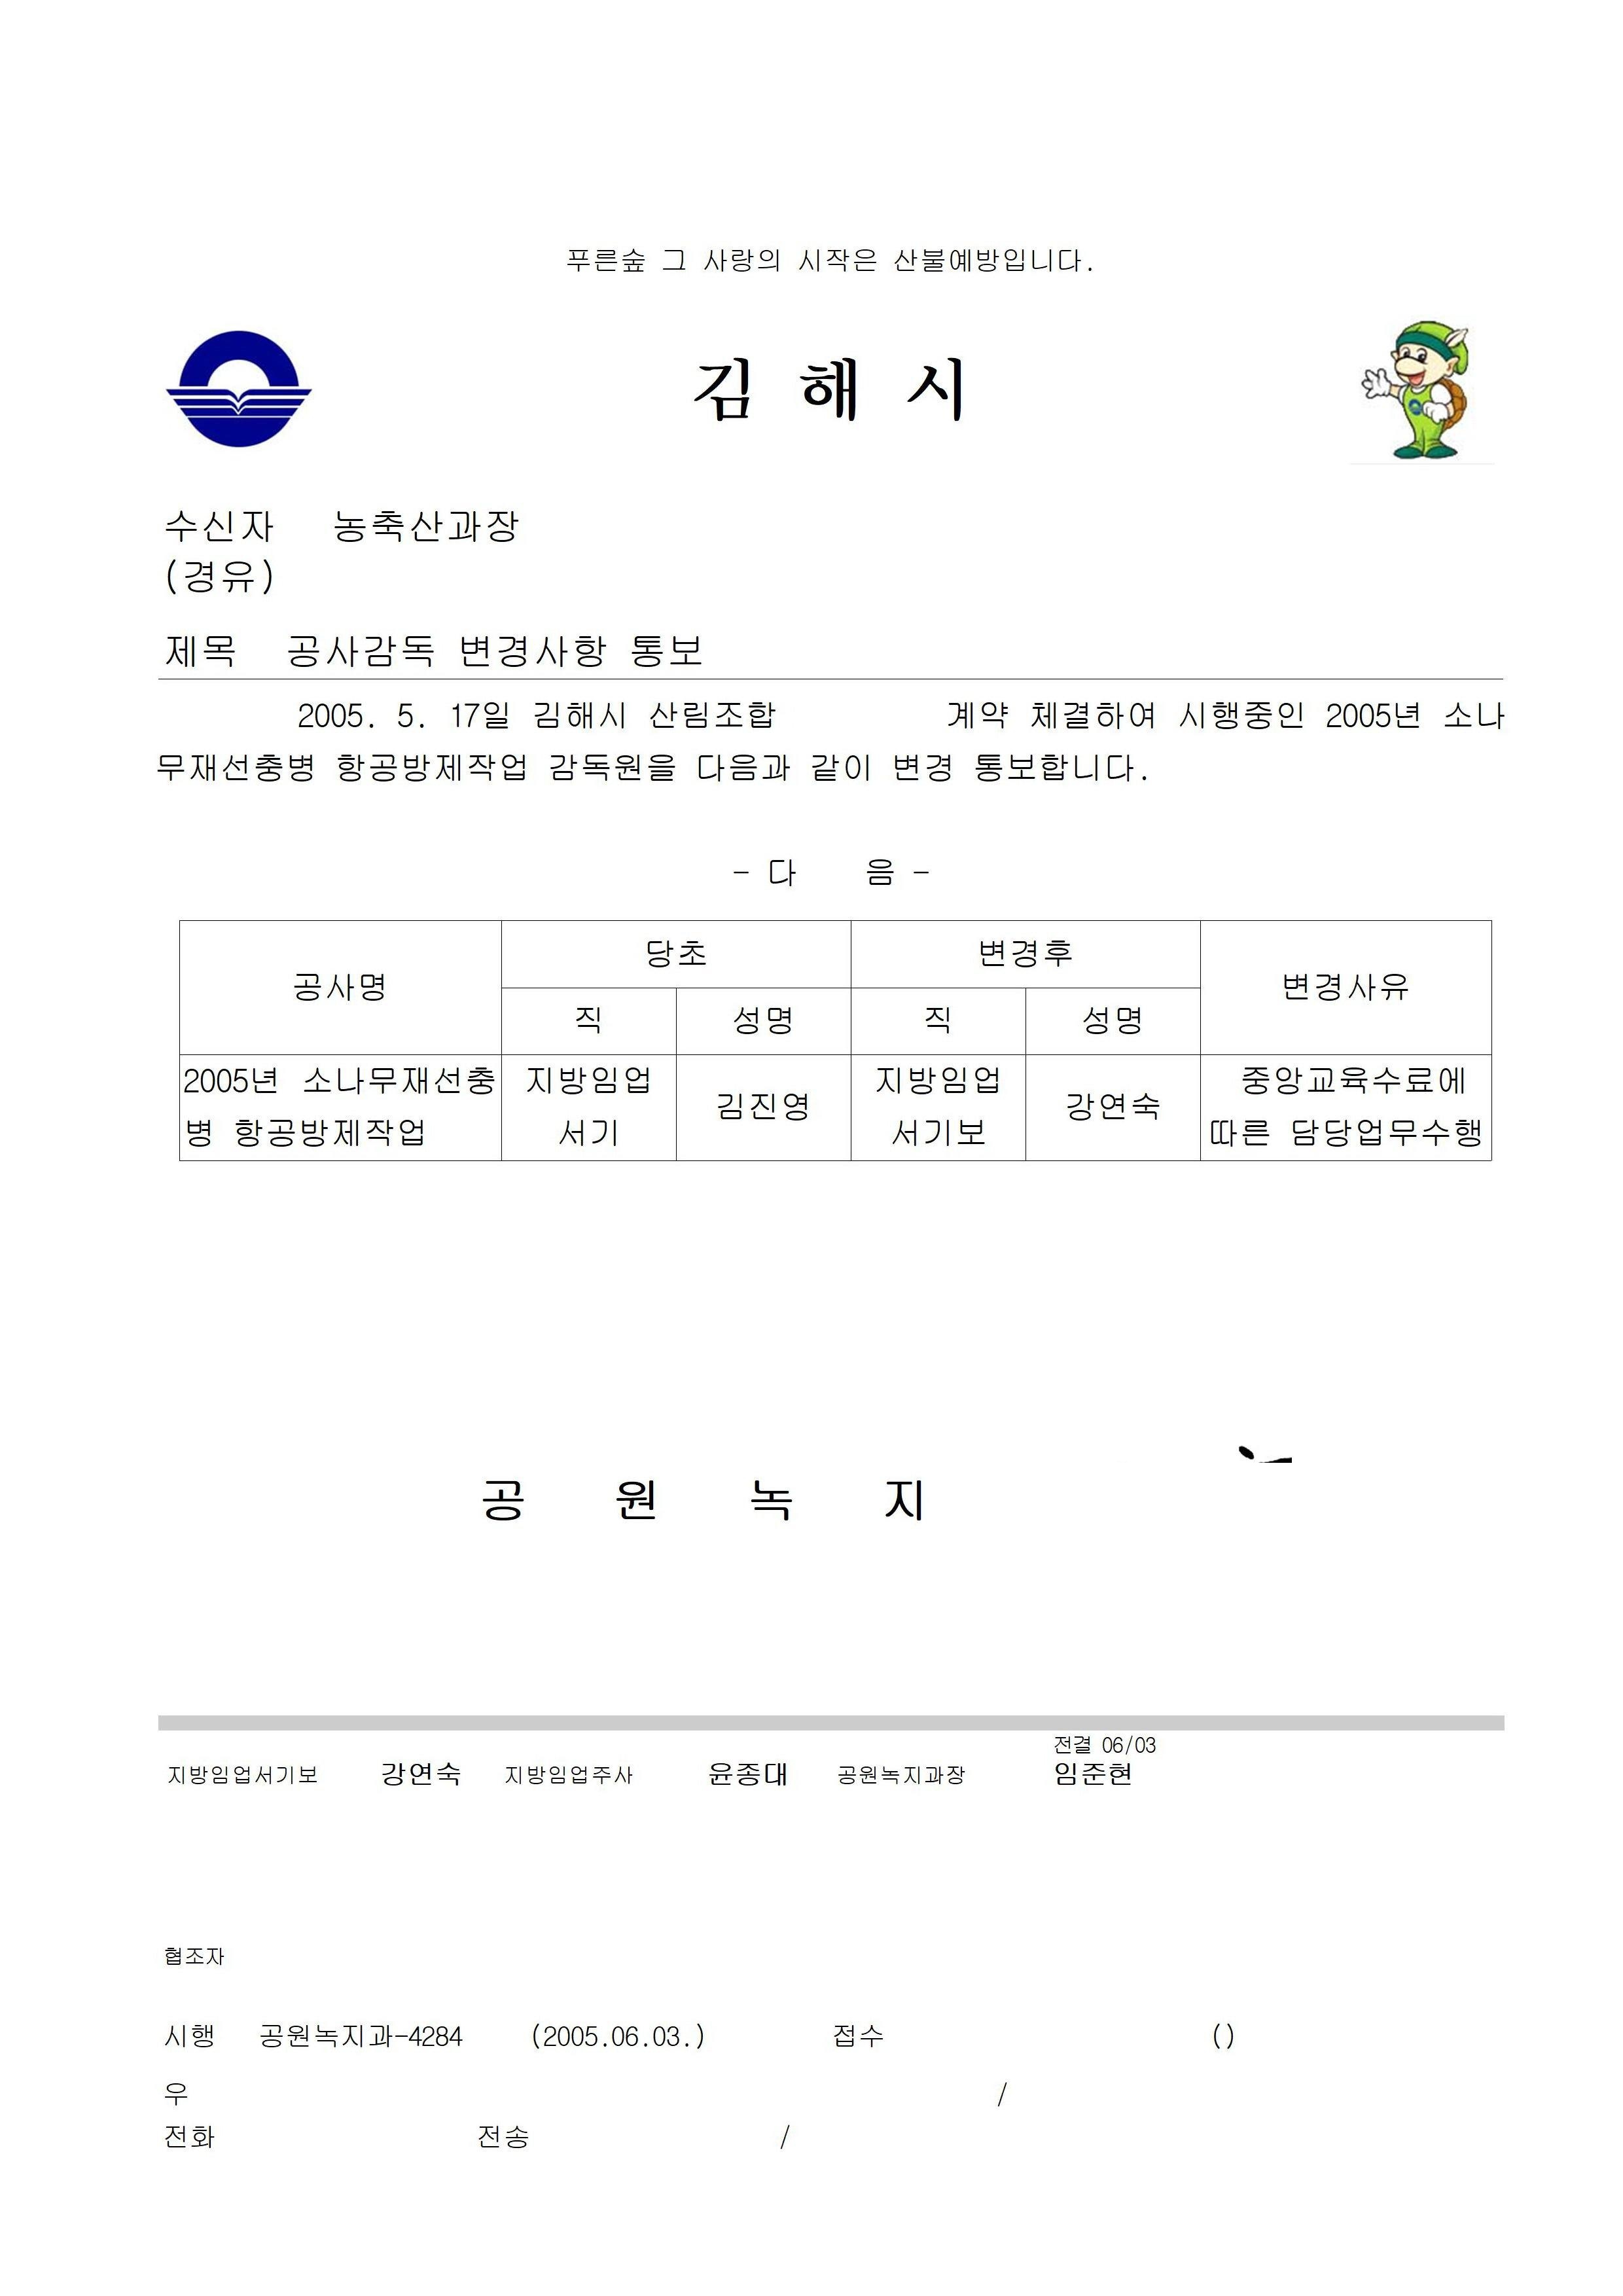 푸른숲 그 사랑의 시작은 산불예방입니다.
김 해 시
수신자 농축산과장
(경유)
제목 공사감독 변경사항 통보
2005. 5. 17일 김해시 산림조합 계약 체결하여 시행중인 2005년 소나
무재선충병 항공방제작업 감독원을 다음과 같이 변경 통보합니다.
- 다 음 -
공사명 당초 변경후 변경사유
직 성명 직 성명
2005년 소나무재선충 지방임업 김진영 지방임업 강연숙 중앙교육수료에
병 항공방제작업 서기 서기보 따른 담당업무수행
공 원 녹 지
전결 06/03
지방임업서기보 강연숙 지방임업주사 윤종대 공원녹지과장 임준현
협조자
시행 공원녹지과-4284 (2005.06.03.) 접수 ()
우 /
전화 전송 /